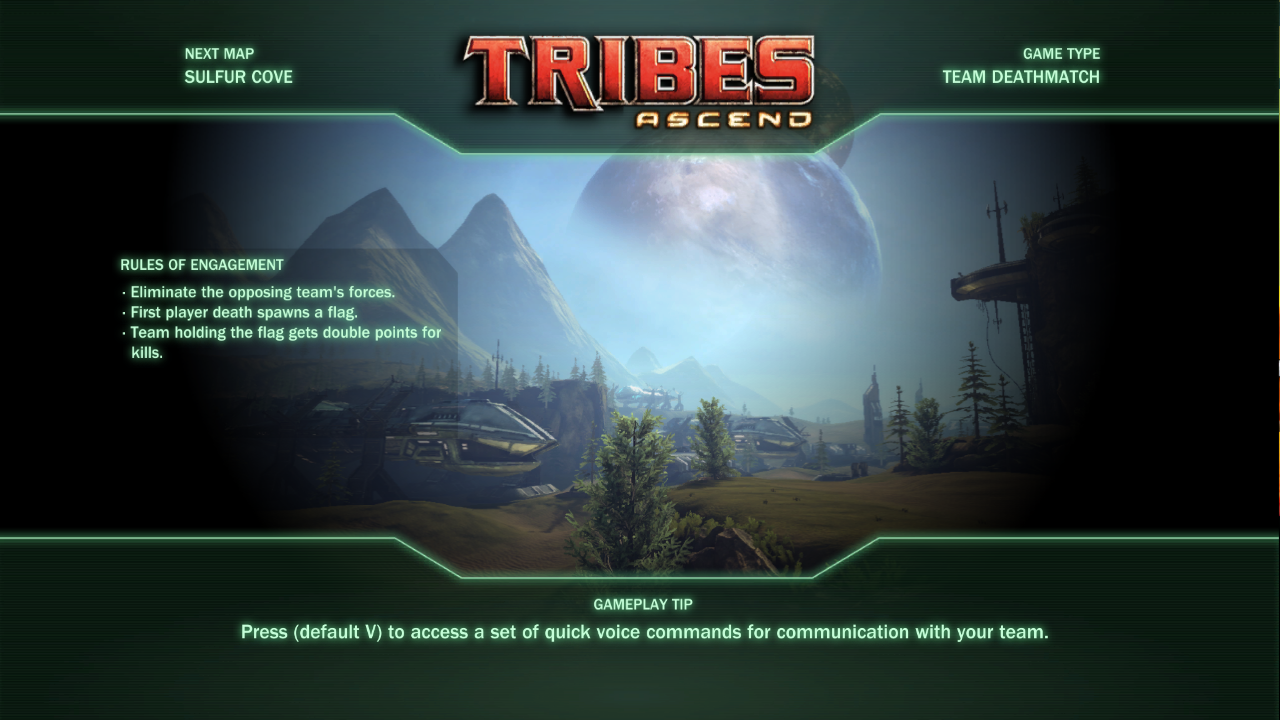 NEXT MAP
SULFUR COVE
TRIBES
ASCEND
GAME TYPE
TEAM DEATHMATCH
RULES OF ENGAGEMENT
· Eliminate the opposing team's forces.
· First player death spawns a flag.
· Team holding the flag gets double points for
kills.
GAMEPLAY TIP
Press (default V) to access a set of quick voice commands for communication with your team.